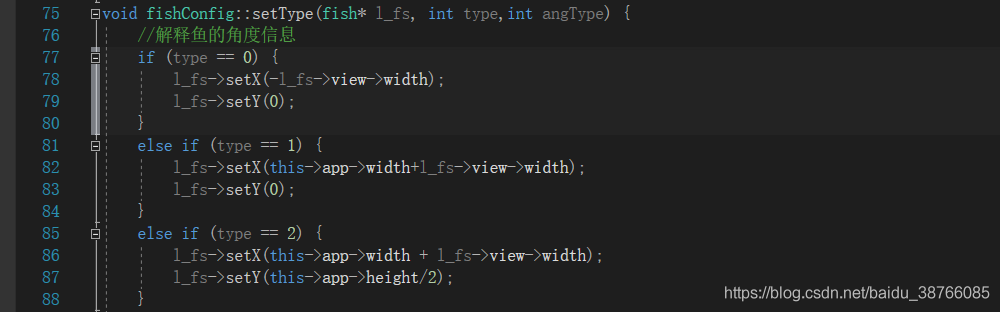 75 void fishConfig::setType(fish* l_fs, int type,int angType) {
76 //解释鱼的角度信息
77 if (type == 0) {
78 l_fs->setX(-l_fs->view->width);
79 l_fs->setY(0);
80 }
81 else if (type == 1) {
82 l_fs->setX(this->app->width+l_fs->view->width);
83 l_fs->setY(0);
84 }
85 else if (type == 2) {
86 l_fs->setX(this->app->width + l_fs->view->width);
87 l_fs->setY(this->app->height/2);
88 }
https://blog.csdn.net/baidu_38766085